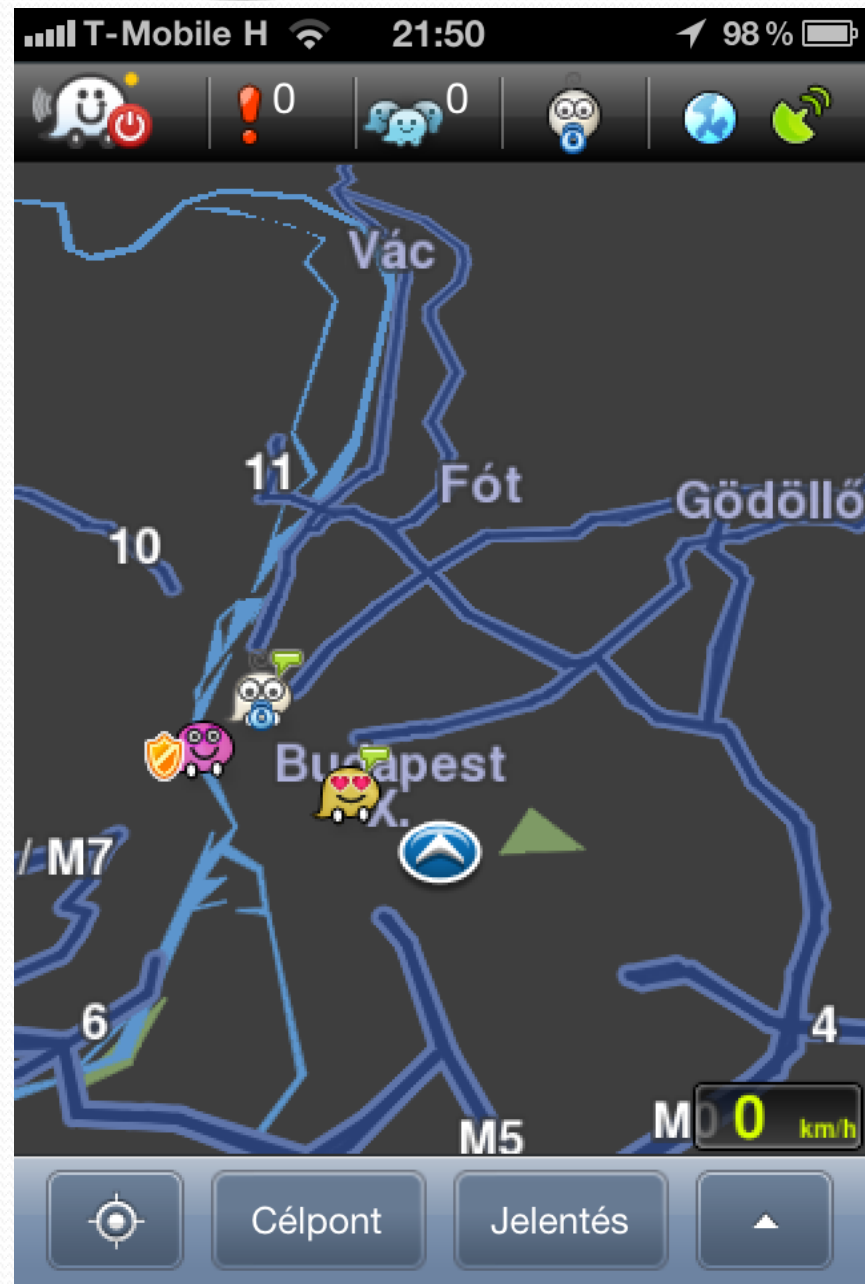 T-Mobile H 21:50 98 %
0 0
Vác
11
Fót
Gödöllő
10
Budapest
X.
/ M7
6
4
M5
M0 0 km/h
Célpont Jelentés